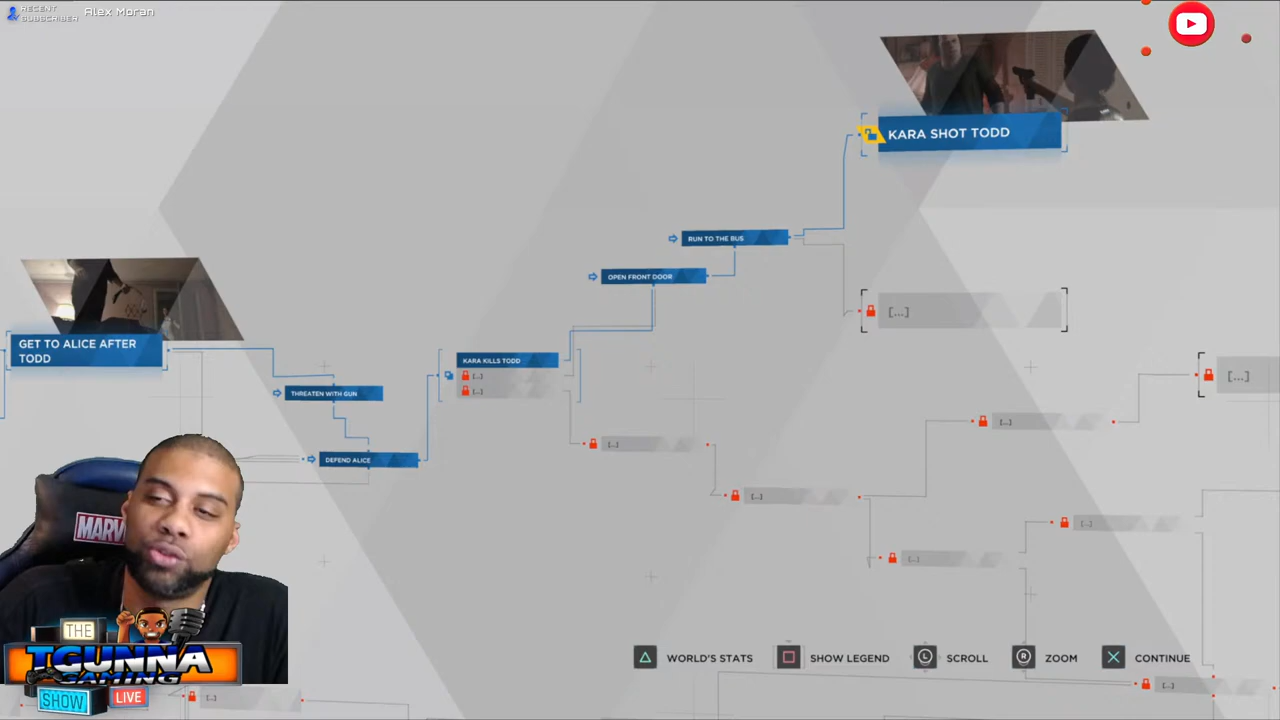 RECENT
SUBSCRIBER
Alex Moran
KARA SHOT TODD
RUN TO THE BUS
OPEN FRONT DOOR
[...]
GET TO ALICE AFTER
TODD
KARA KILLS TODD
[...]
[...]
[...]
THREATEN WITH GUN
[...]
[...]
DEFEND ALICE
[...]
[...]
[...]
MARV
THE
TGUNNA
GAMING
SHOW
LIVE
WORLD'S STATS
SHOW LEGEND
L
SCROLL
R
ZOOM
CONTINUE
[...]
[...]